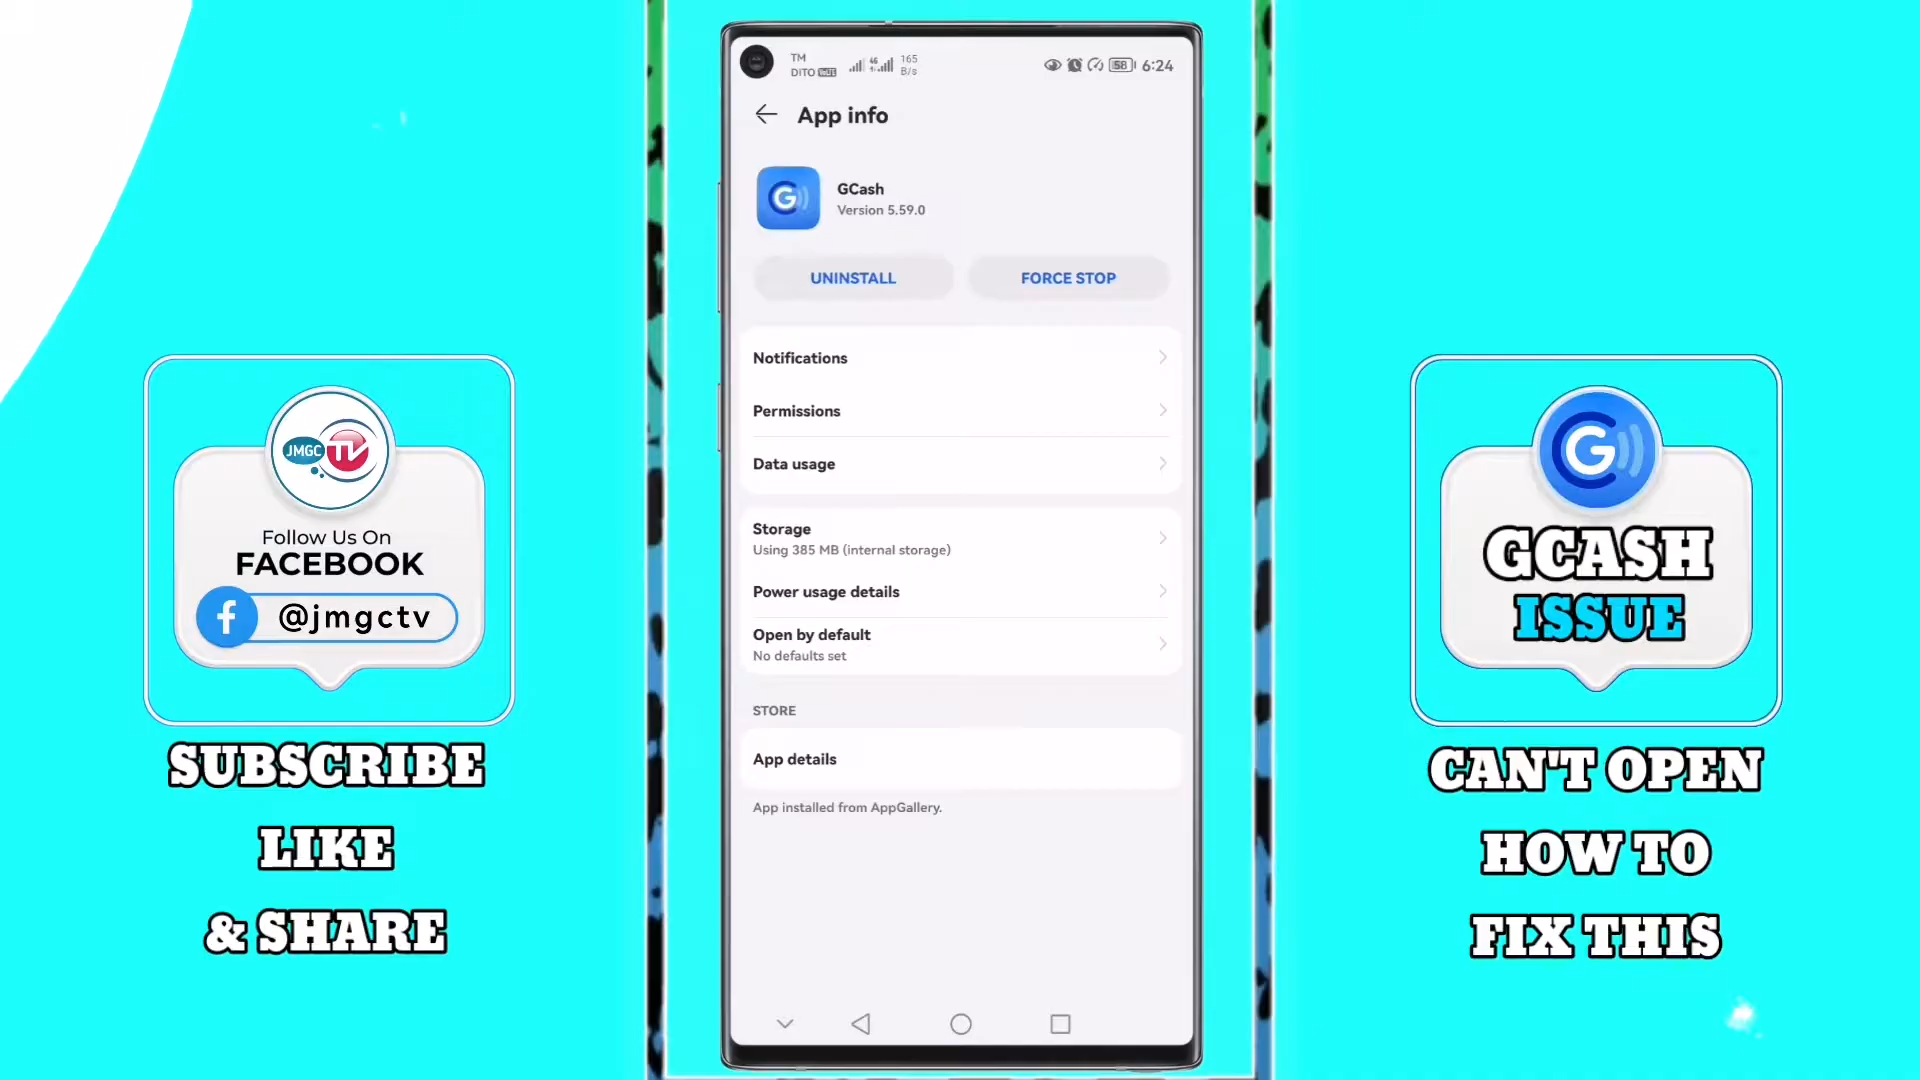 TM
DITO VoLTE
4G
165
B/s
58
6:24
App info
GCash
Version 5.59.0
UNINSTALL
FORCE STOP
Notifications
Permissions
Data usage
Storage
Using 385 MB (internal storage)
Power usage details
Open by default
No defaults set
STORE
App details
App installed from AppGallery.
JMGC TV
Follow Us On
FACEBOOK
@jmgctv
SUBSCRIBE
LIKE
& SHARE
GCASH
ISSUE
CAN'T OPEN
HOW TO
FIX THIS